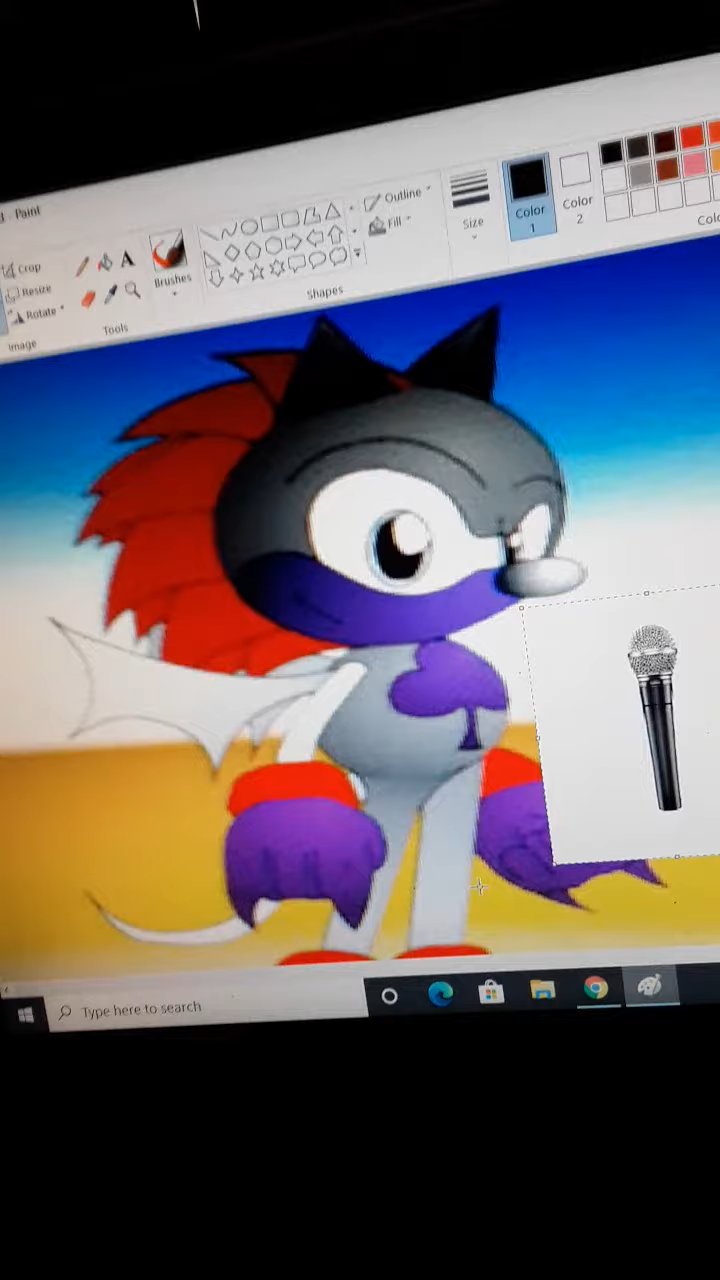 - Paint
Crop
Resize
Rotate
Image
Tools
A
Brushes
Shapes
Outline
Fill
Size
Color
1
Color
2
Type here to search